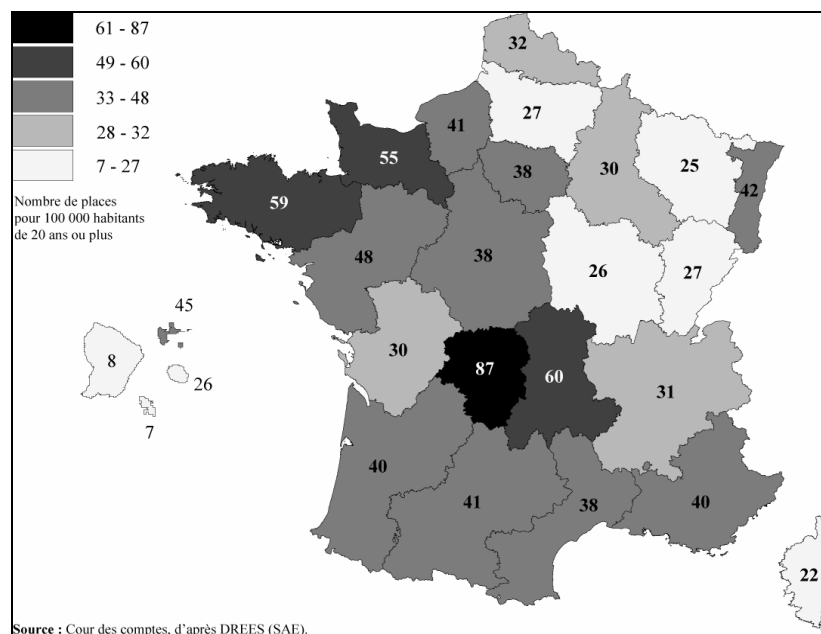 61 - 87
49 - 60
33 - 48
28 - 32
7 - 27
Nombre de places
pour 100 000 habitants
de 20 ans ou plus
32
27
41
55
38
30
25
42
59
48
38
26
27
45
8
26
7
30
87
60
31
40
41
38
40
22
Source : Cour des comptes, d'après DREES (SAE).